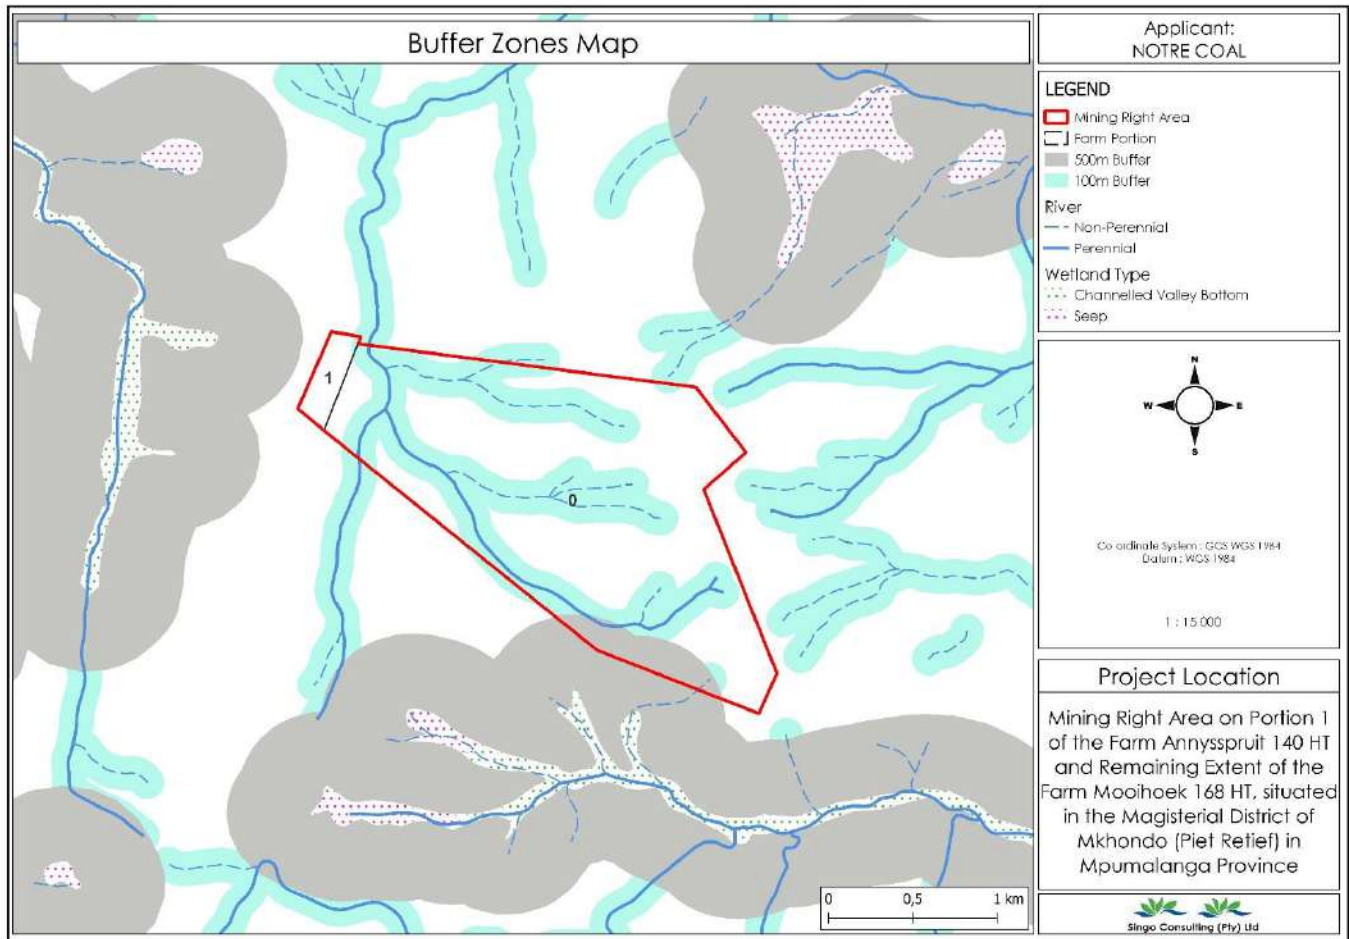 Buffer Zones Map
Applicant:
NOTRE COAL
LEGEND
Mining Right Area
Farm Portion
500m Buffer
100m Buffer
River
Non-Perennial
Perennial
Wetland Type
Channelled Valley Bottom
Seep
1
0
N
W
E
S
Co ordinate System : GCS WGS 1984
Datum : WGS 1984
1 : 15 000
Project Location
Mining Right Area on Portion 1
of the Farm Annysspruit 140 HT
and Remaining Extent of the
Farm Mooihoek 168 HT, situated
in the Magisterial District of
Mkhondo (Piet Retief) in
Mpumalanga Province
0 0,5 1 km
Singo Consulting (Pty) Ltd